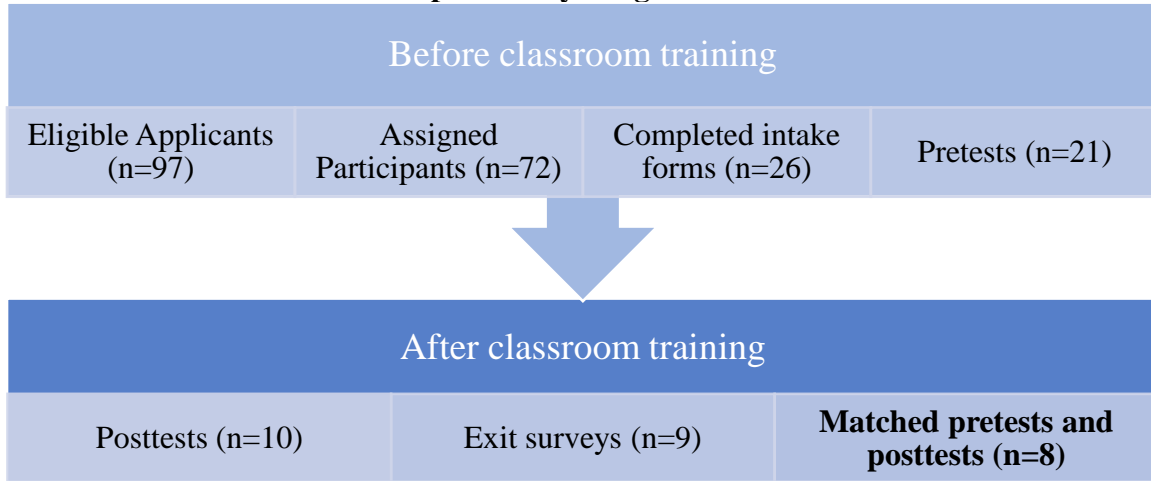 Before classroom training
Eligible Applicants
(n=97)
Assigned
Participants (n=72)
Completed intake
forms (n=26)
Pretests (n=21)
After classroom training
Posttests (n=10)
Exit surveys (n=9)
Matched pretests and
posttests (n=8)